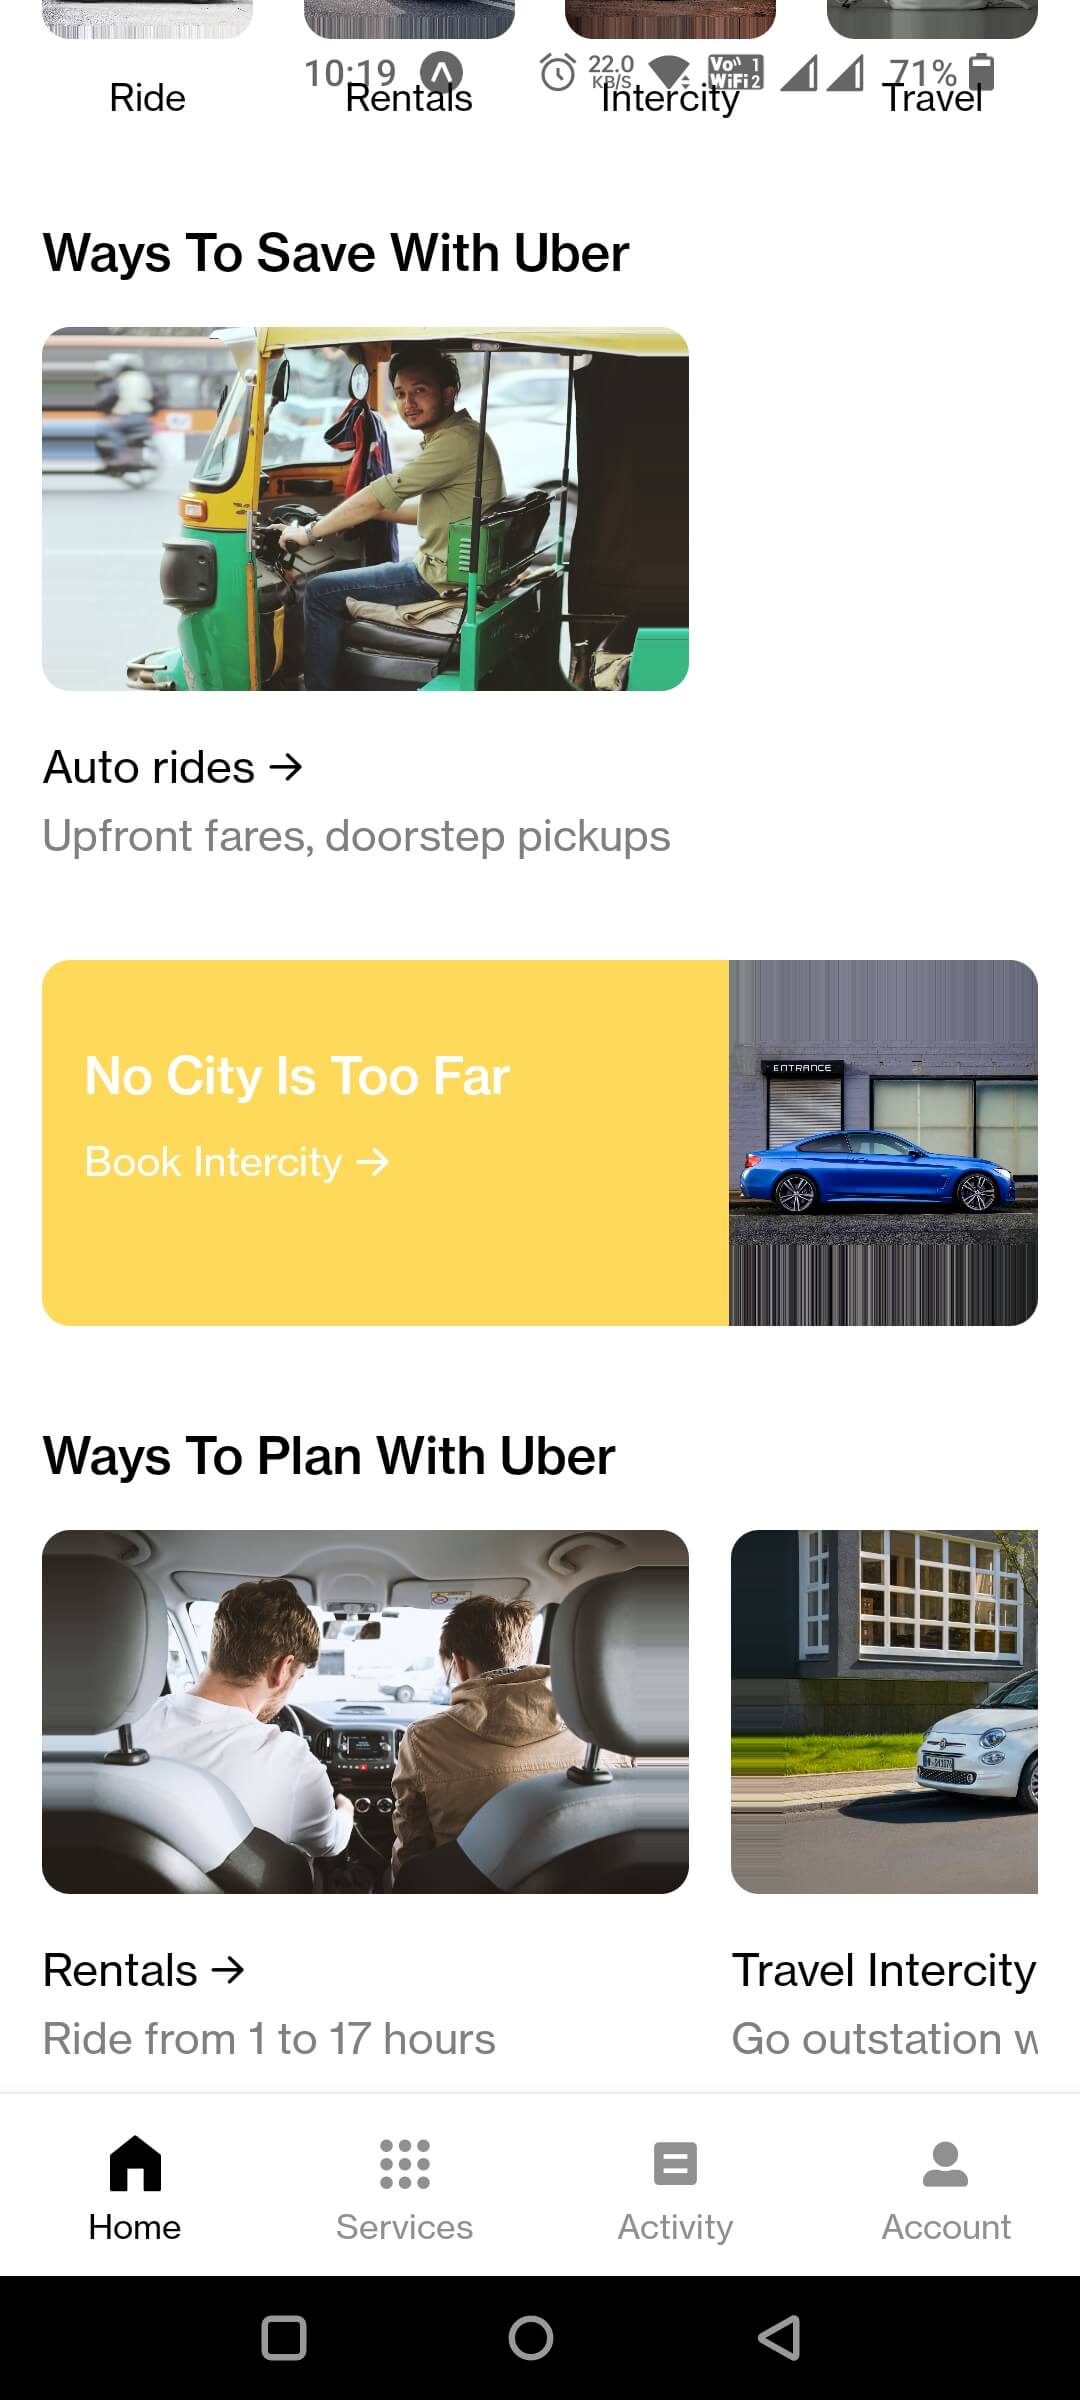 10:19
22.0
KB/S
Vo 1
WiFi 2
71%
Ride
Rentals
Intercity
Travel
Ways To Save With Uber
Auto rides →
Upfront fares, doorstep pickups
No City Is Too Far
Book Intercity →
ENTRANCE
Ways To Plan With Uber
Rentals →
Ride from 1 to 17 hours
Travel Intercity
Go outstation
Home
Services
Activity
Account